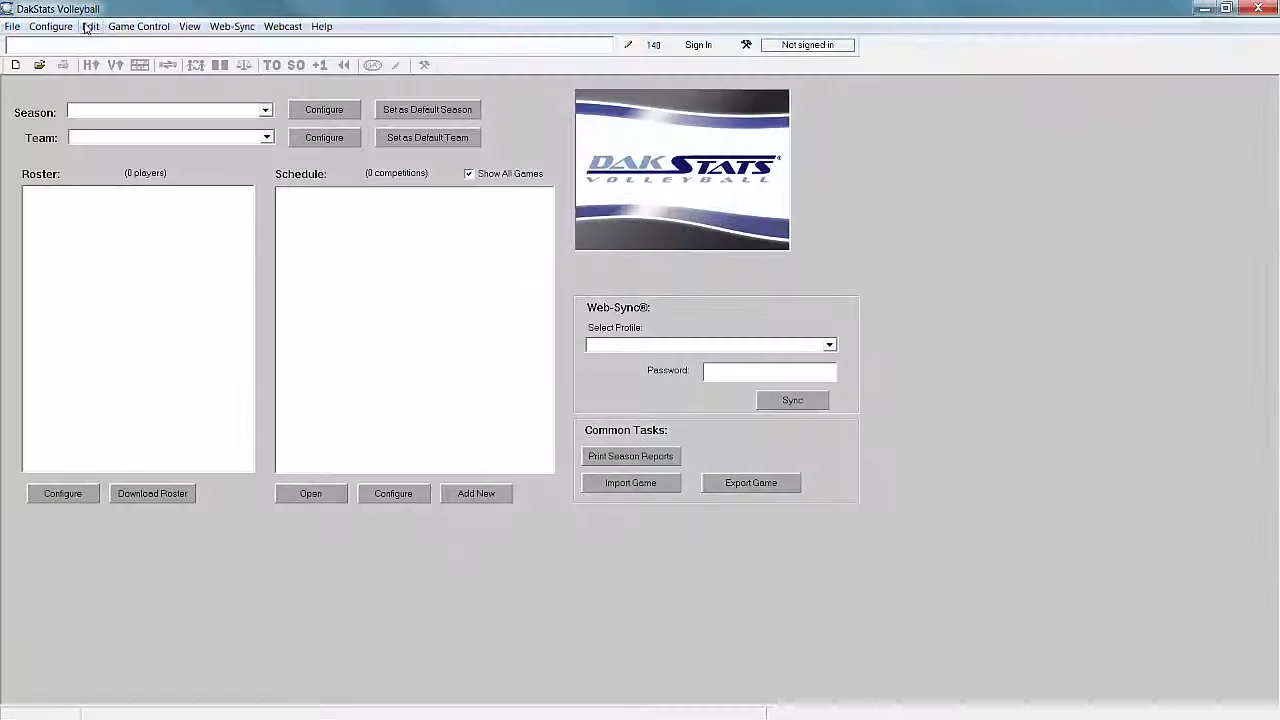 DakStats Volleyball
File Configure Edit Game Control View Web-Sync Webcast Help
140 Sign In Not signed in
H V TO SO +1
Season: Configure Set as Default Season
Team: Configure Set as Default Team
(0 players) Schedule: (0 competitions) Show All Games
DAKSTATS®
VOLLEYBALL
Web-Sync®:
Select Profile:
Password:
Sync
Common Tasks:
Print Season Reports
Import Game Export Game
Configure Download Roster Open Configure Add New